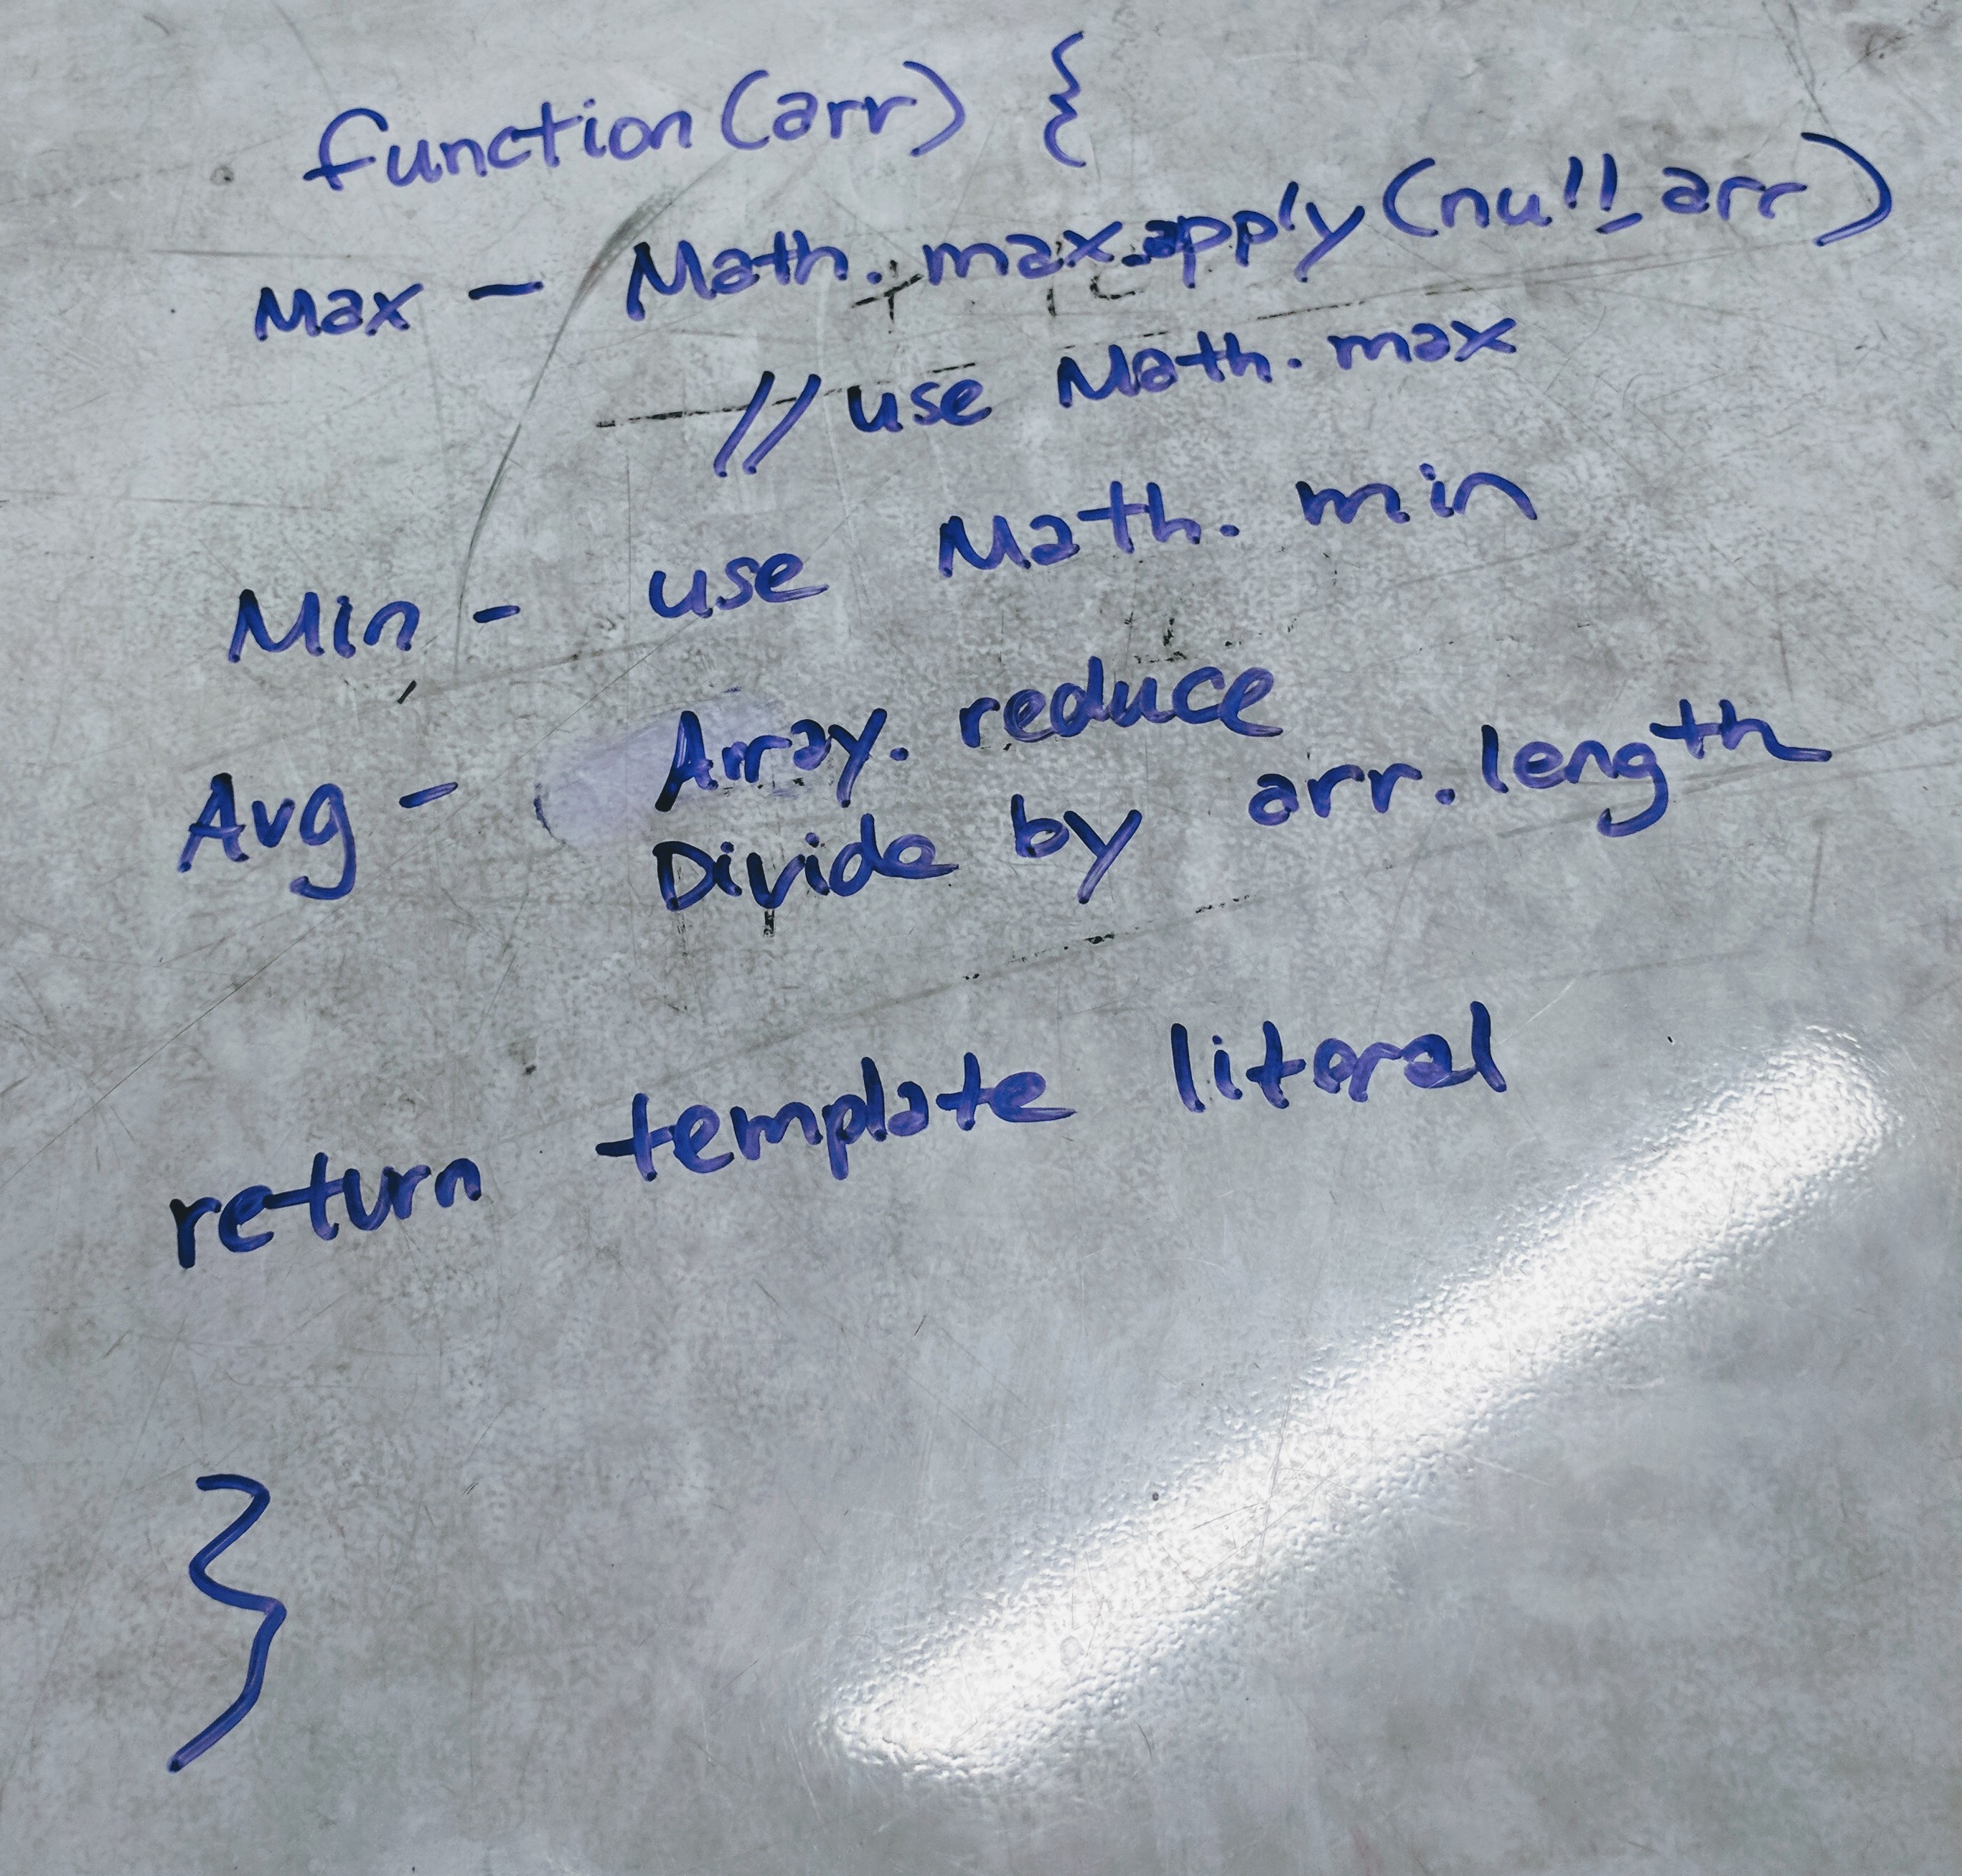 function(arr) {
Max - Math.max.apply(null, arr)
// use Math.max
Min - use Math.min
Avg - Array.reduce
Divide by arr.length
return template literal
}